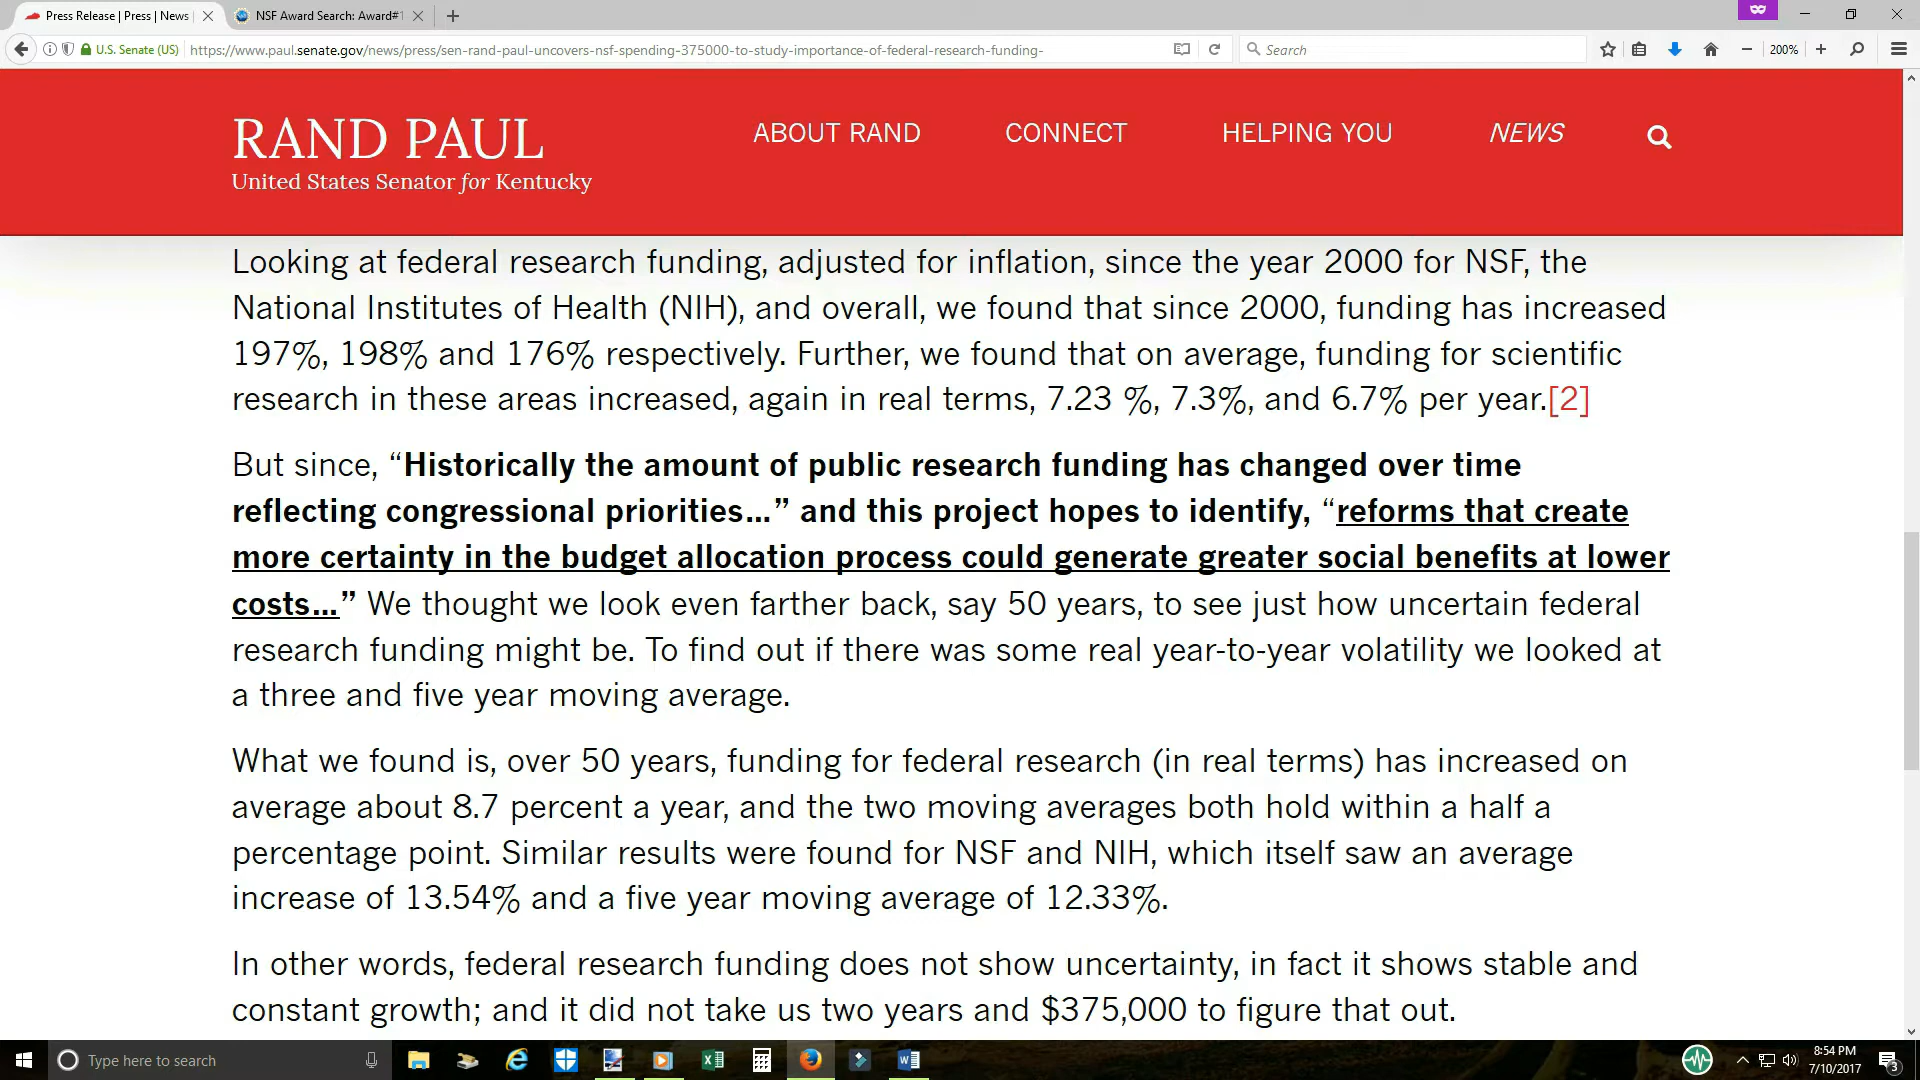 Press Release | Press | News
NSF Award Search: Award#1
U.S. Senate (US)
https://www.paul.senate.gov/news/press/sen-rand-paul-uncovers-nsf-spending-375000-to-study-importance-of-federal-research-funding-
Search
200%
RAND PAUL
United States Senator for Kentucky
ABOUT RAND
CONNECT
HELPING YOU
NEWS
Looking at federal research funding, adjusted for inflation, since the year 2000 for NSF, the
National Institutes of Health (NIH), and overall, we found that since 2000, funding has increased
197%, 198% and 176% respectively. Further, we found that on average, funding for scientific
research in these areas increased, again in real terms, 7.23 %, 7.3%, and 6.7% per year.[2]
But since, “Historically the amount of public research funding has changed over time
reflecting congressional priorities…” and this project hopes to identify, “reforms that create
more certainty in the budget allocation process could generate greater social benefits at lower
costs…” We thought we look even farther back, say 50 years, to see just how uncertain federal
research funding might be. To find out if there was some real year-to-year volatility we looked at
a three and five year moving average.
What we found is, over 50 years, funding for federal research (in real terms) has increased on
average about 8.7 percent a year, and the two moving averages both hold within a half a
percentage point. Similar results were found for NSF and NIH, which itself saw an average
increase of 13.54% and a five year moving average of 12.33%.
In other words, federal research funding does not show uncertainty, in fact it shows stable and
constant growth; and it did not take us two years and $375,000 to figure that out.
Type here to search
8:54 PM
7/10/2017
3